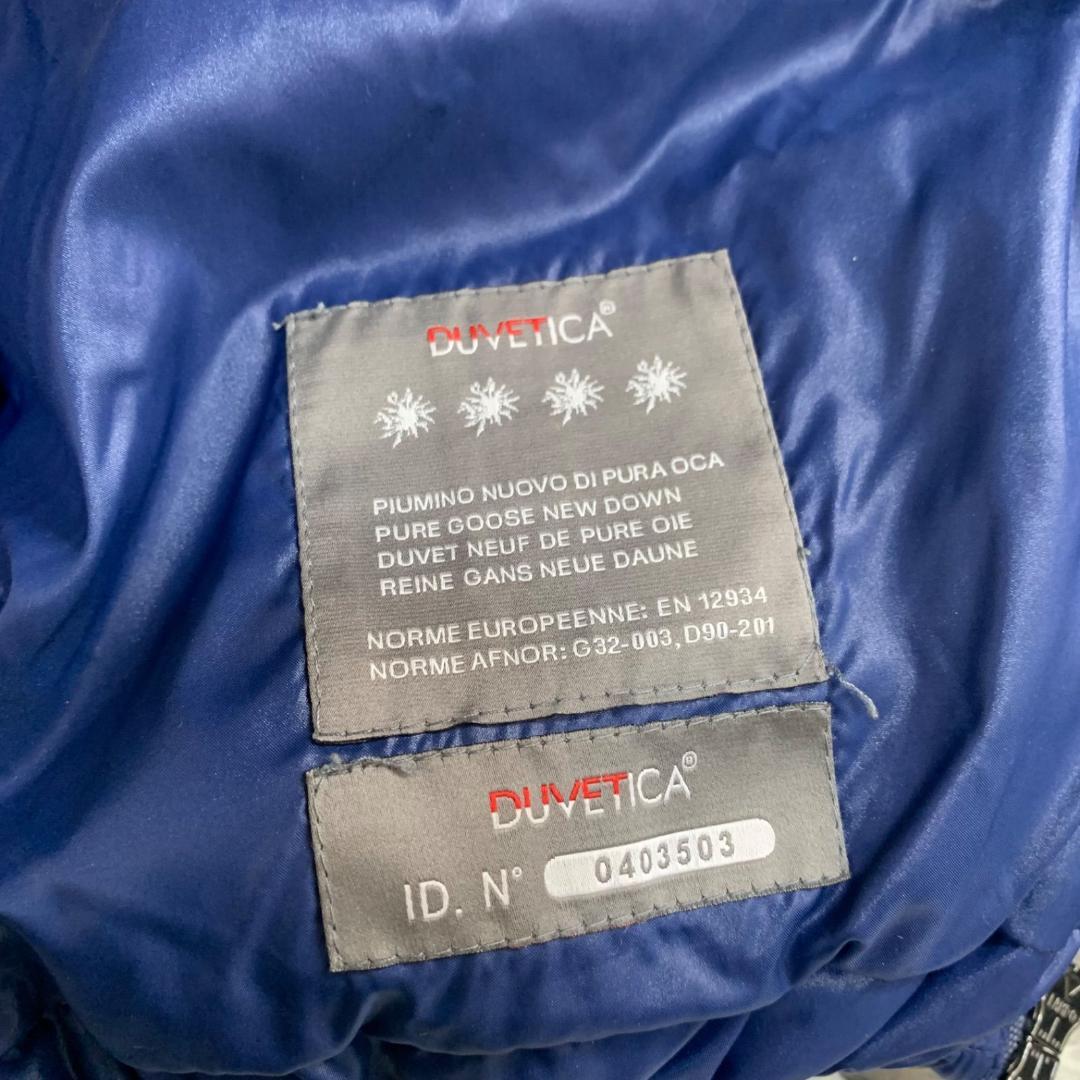 DUVETICA®
PIUMINO NUOVO DI PURA OCA
PURE GOOSE NEW DOWN
DUVET NEUF DE PURE OIE
REINE GANS NEUE DAUNE
NORME EUROPEENNE: EN 12934
NORME AFNOR: G32-003, D90-201
DUVETICA®
ID. N° 0403503